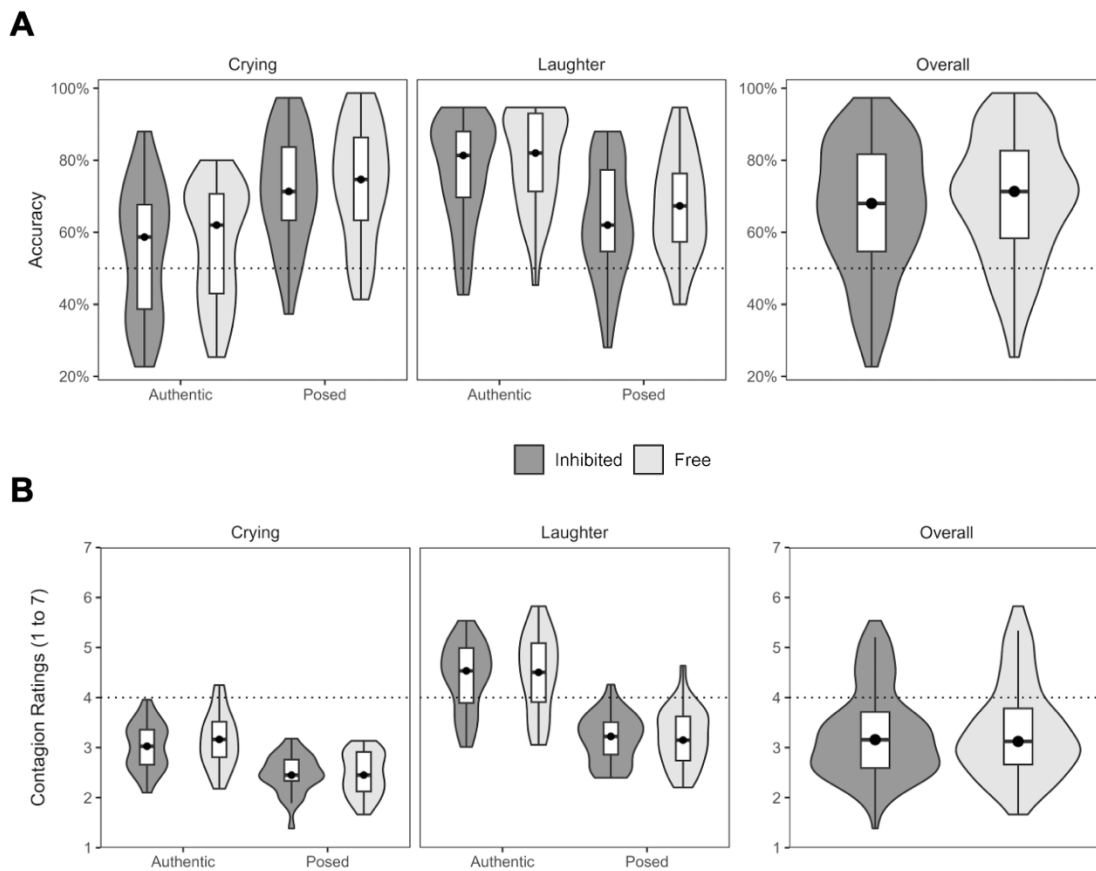 A
Crying
Laughter
Overall
Accuracy
100%
80%
60%
40%
20%
100%
80%
60%
40%
20%
Authentic
Posed
Authentic
Posed
Inhibited
Free
B
Crying
Laughter
Overall
Contagion Ratings (1 to 7)
7
6
5
4
3
2
1
7
6
5
4
3
2
1
Authentic
Posed
Authentic
Posed